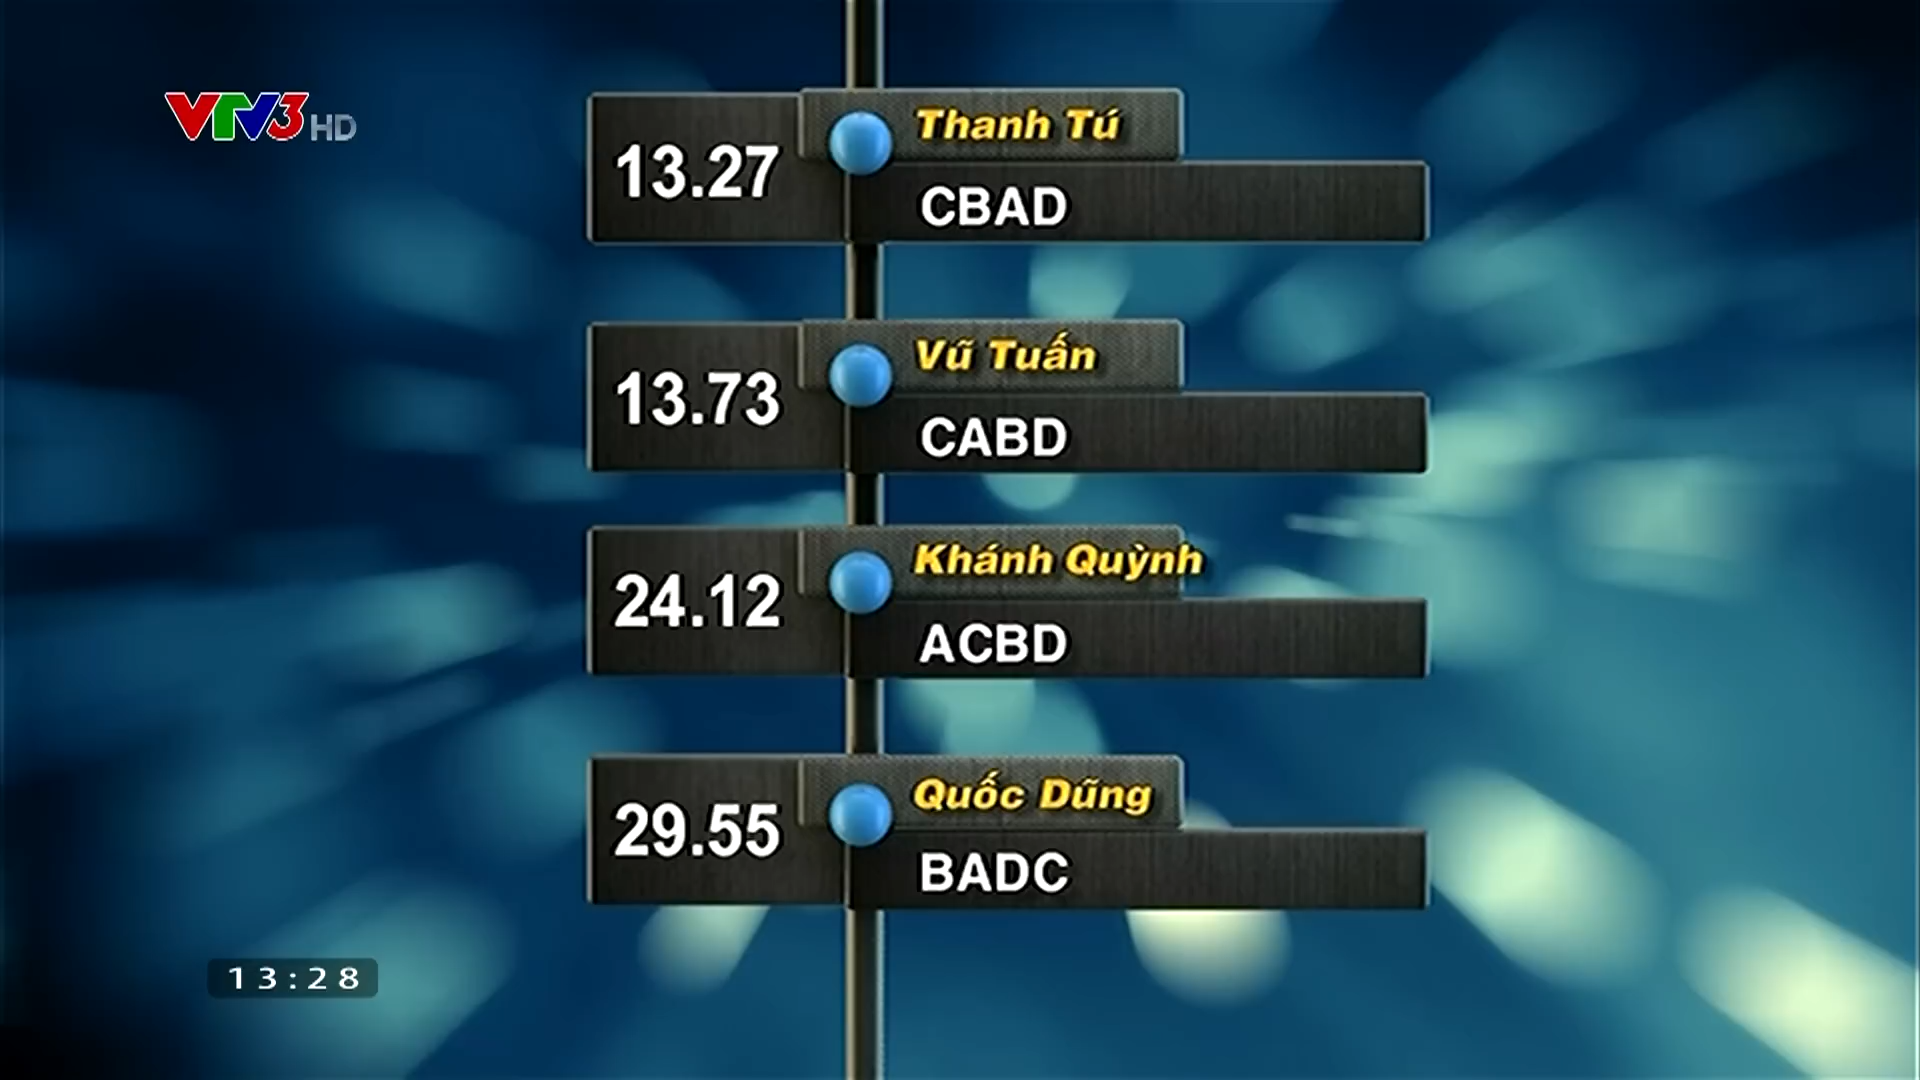 VTV3 HD
Thanh Tú
13.27
CBAD
Vũ Tuấn
13.73
CABD
Khánh Quỳnh
24.12
ACBD
Quốc Dũng
29.55
BADC
13:28